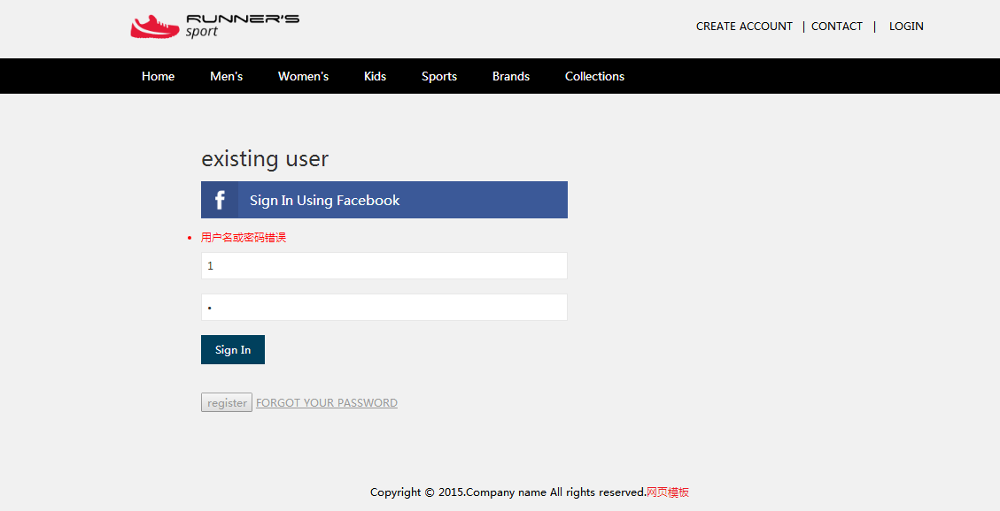 RUNNER'S
sport
CREATE ACCOUNT | CONTACT | LOGIN
Home Men's Women's Kids Sports Brands Collections
existing user
f Sign In Using Facebook
• 用户名或密码错误
1
•
Sign In
register FORGOT YOUR PASSWORD
Copyright © 2015.Company name All rights reserved.网页模板